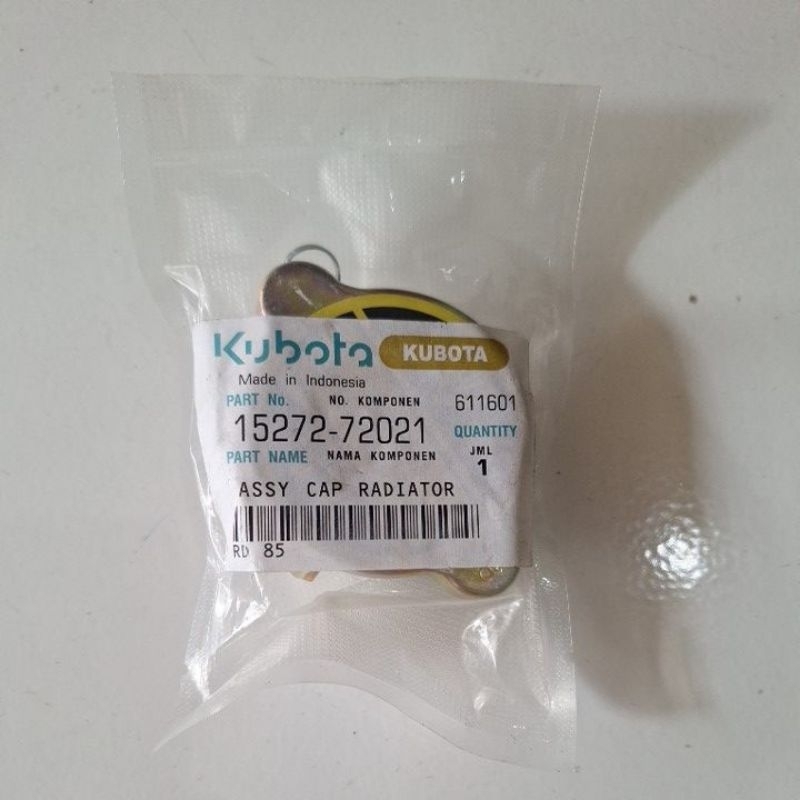 Kubota KUBOTA
Made in Indonesia
PART No. NO. KOMPONEN 611601
15272-72021 QUANTITY
PART NAME NAMA KOMPONEN JML
1
ASSY CAP RADIATOR
RD 85